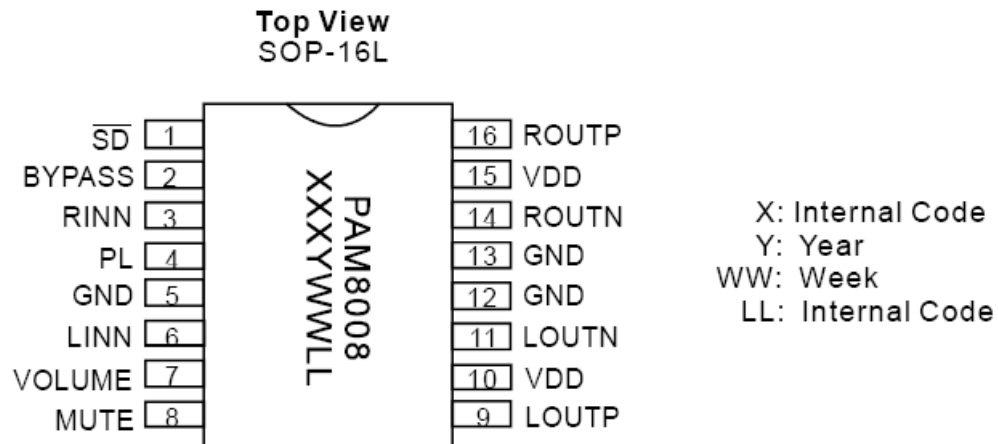 Top View
SOP-16L
SD 1
BYPASS 2
RINN 3
PL 4
GND 5
LINN 6
VOLUME 7
MUTE 8
PAM8008
XXXYWWLL
16 ROUTP
15 VDD
14 ROUTN
13 GND
12 GND
11 LOUTN
10 VDD
9 LOUTP
X: Internal Code
Y: Year
WW: Week
LL: Internal Code